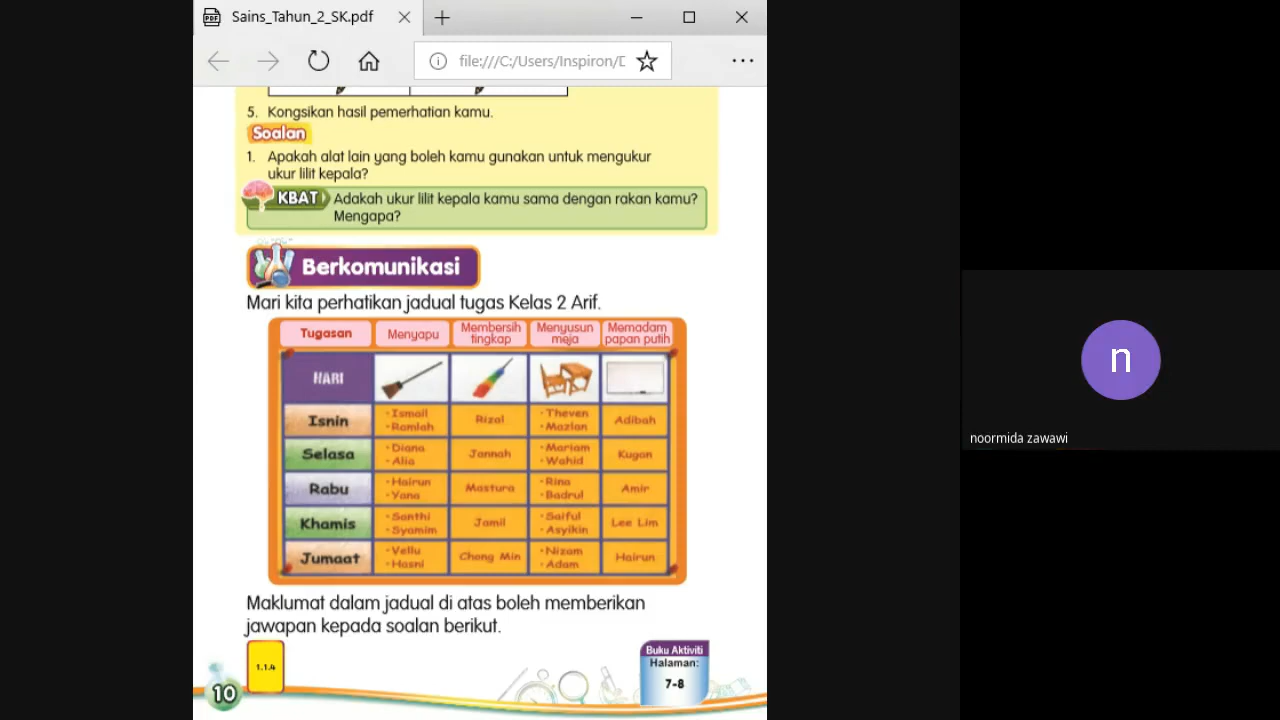 Sains_Tahun_2_SK.pdf
file:///C:/Users/Inspiron/D
5. Kongsikan hasil pemerhatian kamu.
Soalan
1. Apakah alat lain yang boleh kamu gunakan untuk mengukur
ukur lilit kepala?
KBAT Adakah ukur lilit kepala kamu sama dengan rakan kamu?
Mengapa?
Berkomunikasi
Mari kita perhatikan jadual tugas Kelas 2 Arif.
Tugasan Menyapu Membersih tingkap Menyusun meja Memadam papan putih
HARI
Isnin • Ismail • Ramlah Rizal • Theven • Mazlan Adibah
Selasa • Diana • Alia Jannah • Mariam • Wahid Kugan
Rabu • Hairun • Yana Mastura • Rina • Badrul Amir
Khamis • Santhi • Syamim Jamil • Saiful • Asyikin Lee Lim
Jumaat • Vellu • Hasni Chong Min • Nizam • Adam Hairun
Maklumat dalam jadual di atas boleh memberikan
jawapan kepada soalan berikut.
1.1.4
Buku Aktiviti
Halaman:
7-8
10
n
noormida zawawi